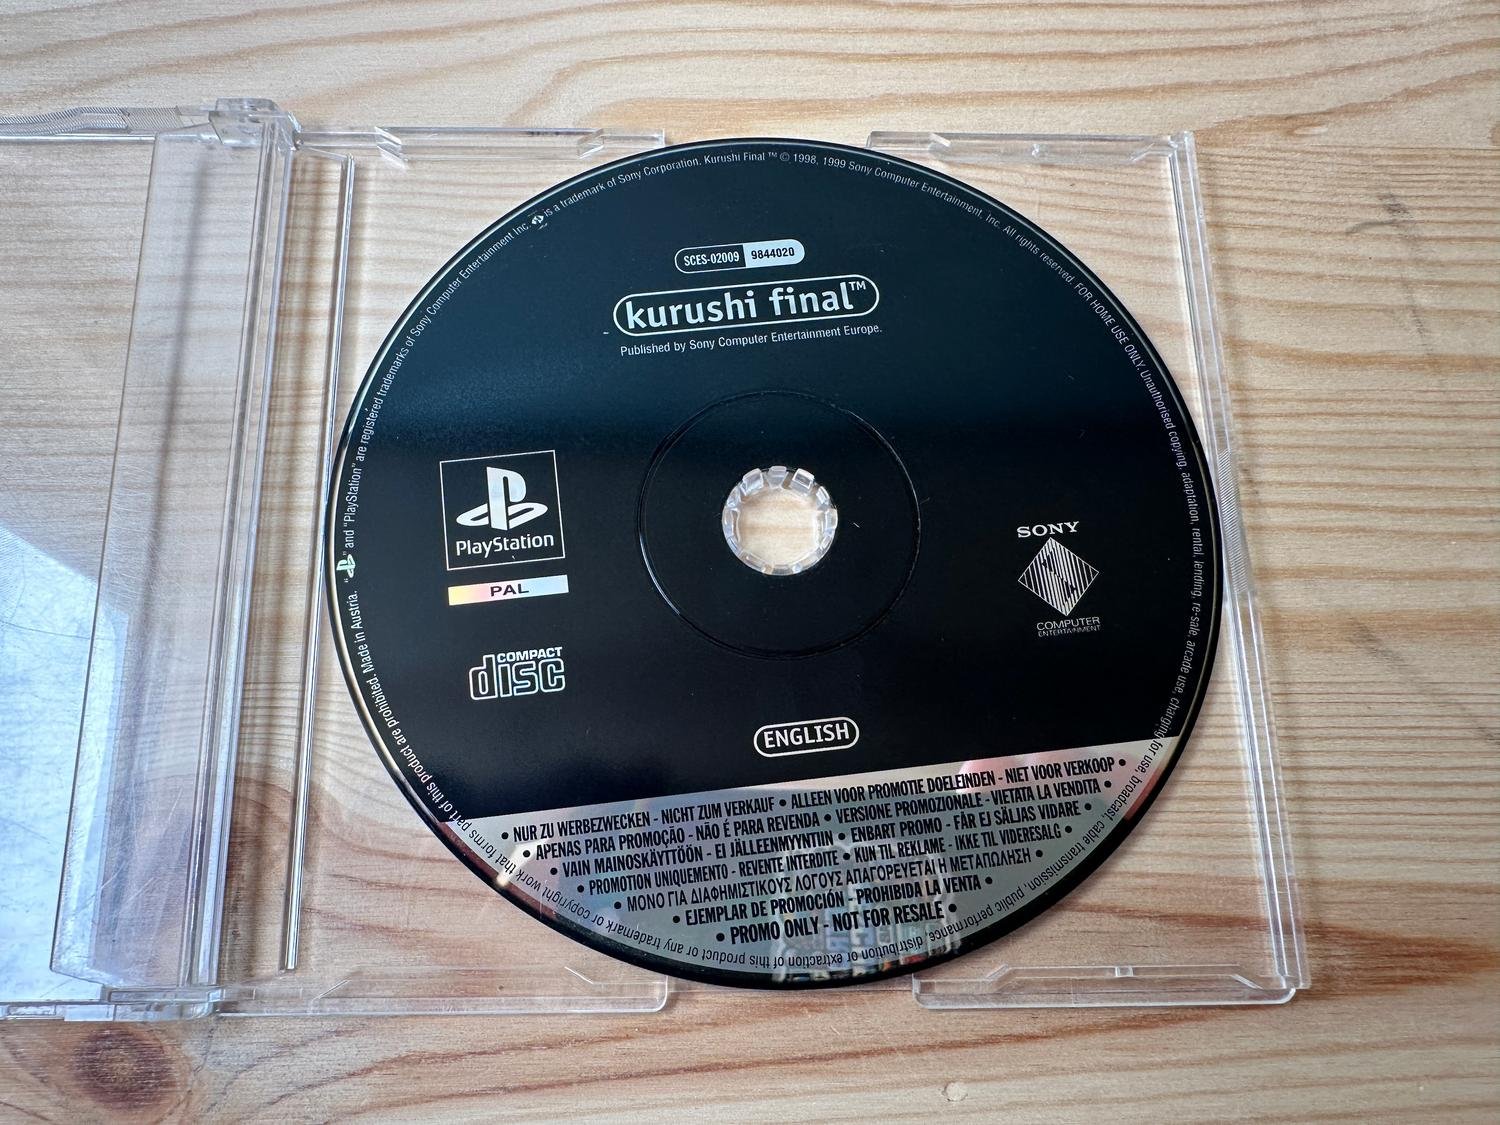 SCES-02009 9844020
kurushi final™
Published by Sony Computer Entertainment Europe.
PlayStation
PAL
COMPACT
disc
SONY
COMPUTER
ENTERTAINMENT
ENGLISH
• NUR ZU WERBEZWECKEN - NICHT ZUM VERKAUF • ALLEEN VOOR PROMOTIE DOELEINDEN - NIET VOOR VERKOOP •
• APENAS PARA PROMOÇÃO - NÃO É PARA REVENDA • VERSIONE PROMOZIONALE - VIETATA LA VENDITA •
• VAIN MAINOSKÄYTTÖÖN - EI JÄLLEENMYYNTIIN • ENBART PROMO - FÅR EJ SÄLJAS VIDARE •
• PROMOTION UNIQUEMENT - REVENTE INTERDITE • KUN TIL REKLAME - IKKE TIL VIDERESALG •
• ΜΟΝΟ ΓΙΑ ΔΙΑΦΗΜΙΣΤΙΚΟΥΣ ΛΟΓΟΥΣ ΑΠΑΓΟΡΕΥΕΤΑΙ Η ΜΕΤΑΠΩΛΗΣΗ •
• EJEMPLAR DE PROMOCIÓN - PROHIBIDA LA VENTA •
• PROMO ONLY - NOT FOR RESALE •
" " and "PlayStation" are registered trademarks of Sony Computer Entertainment Inc. is a trademark of Sony Corporation. Kurushi Final ™ © 1998, 1999 Sony Computer Entertainment, Inc. All rights reserved. FOR HOME USE ONLY. Unauthorised copying, adaptation, rental, lending, re-sale, arcade use, charging for use, broadcast, cable transmission, public performance, distribution or extraction of this product or any trademark or copyright work that forms part of this product are prohibited. Made in Austria.